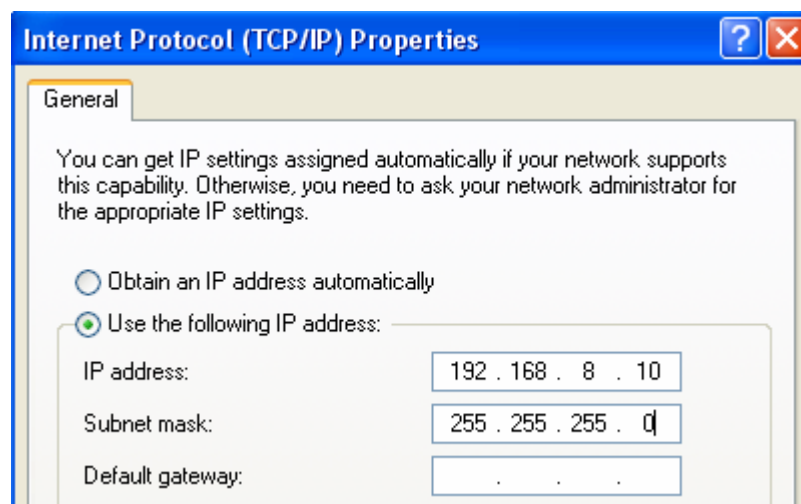 Internet Protocol (TCP/IP) Properties
General
You can get IP settings assigned automatically if your network supports
this capability. Otherwise, you need to ask your network administrator for
the appropriate IP settings.
Obtain an IP address automatically
Use the following IP address:
IP address: 192 . 168 . 8 . 10
Subnet mask: 255 . 255 . 255 . 0
Default gateway: . . .